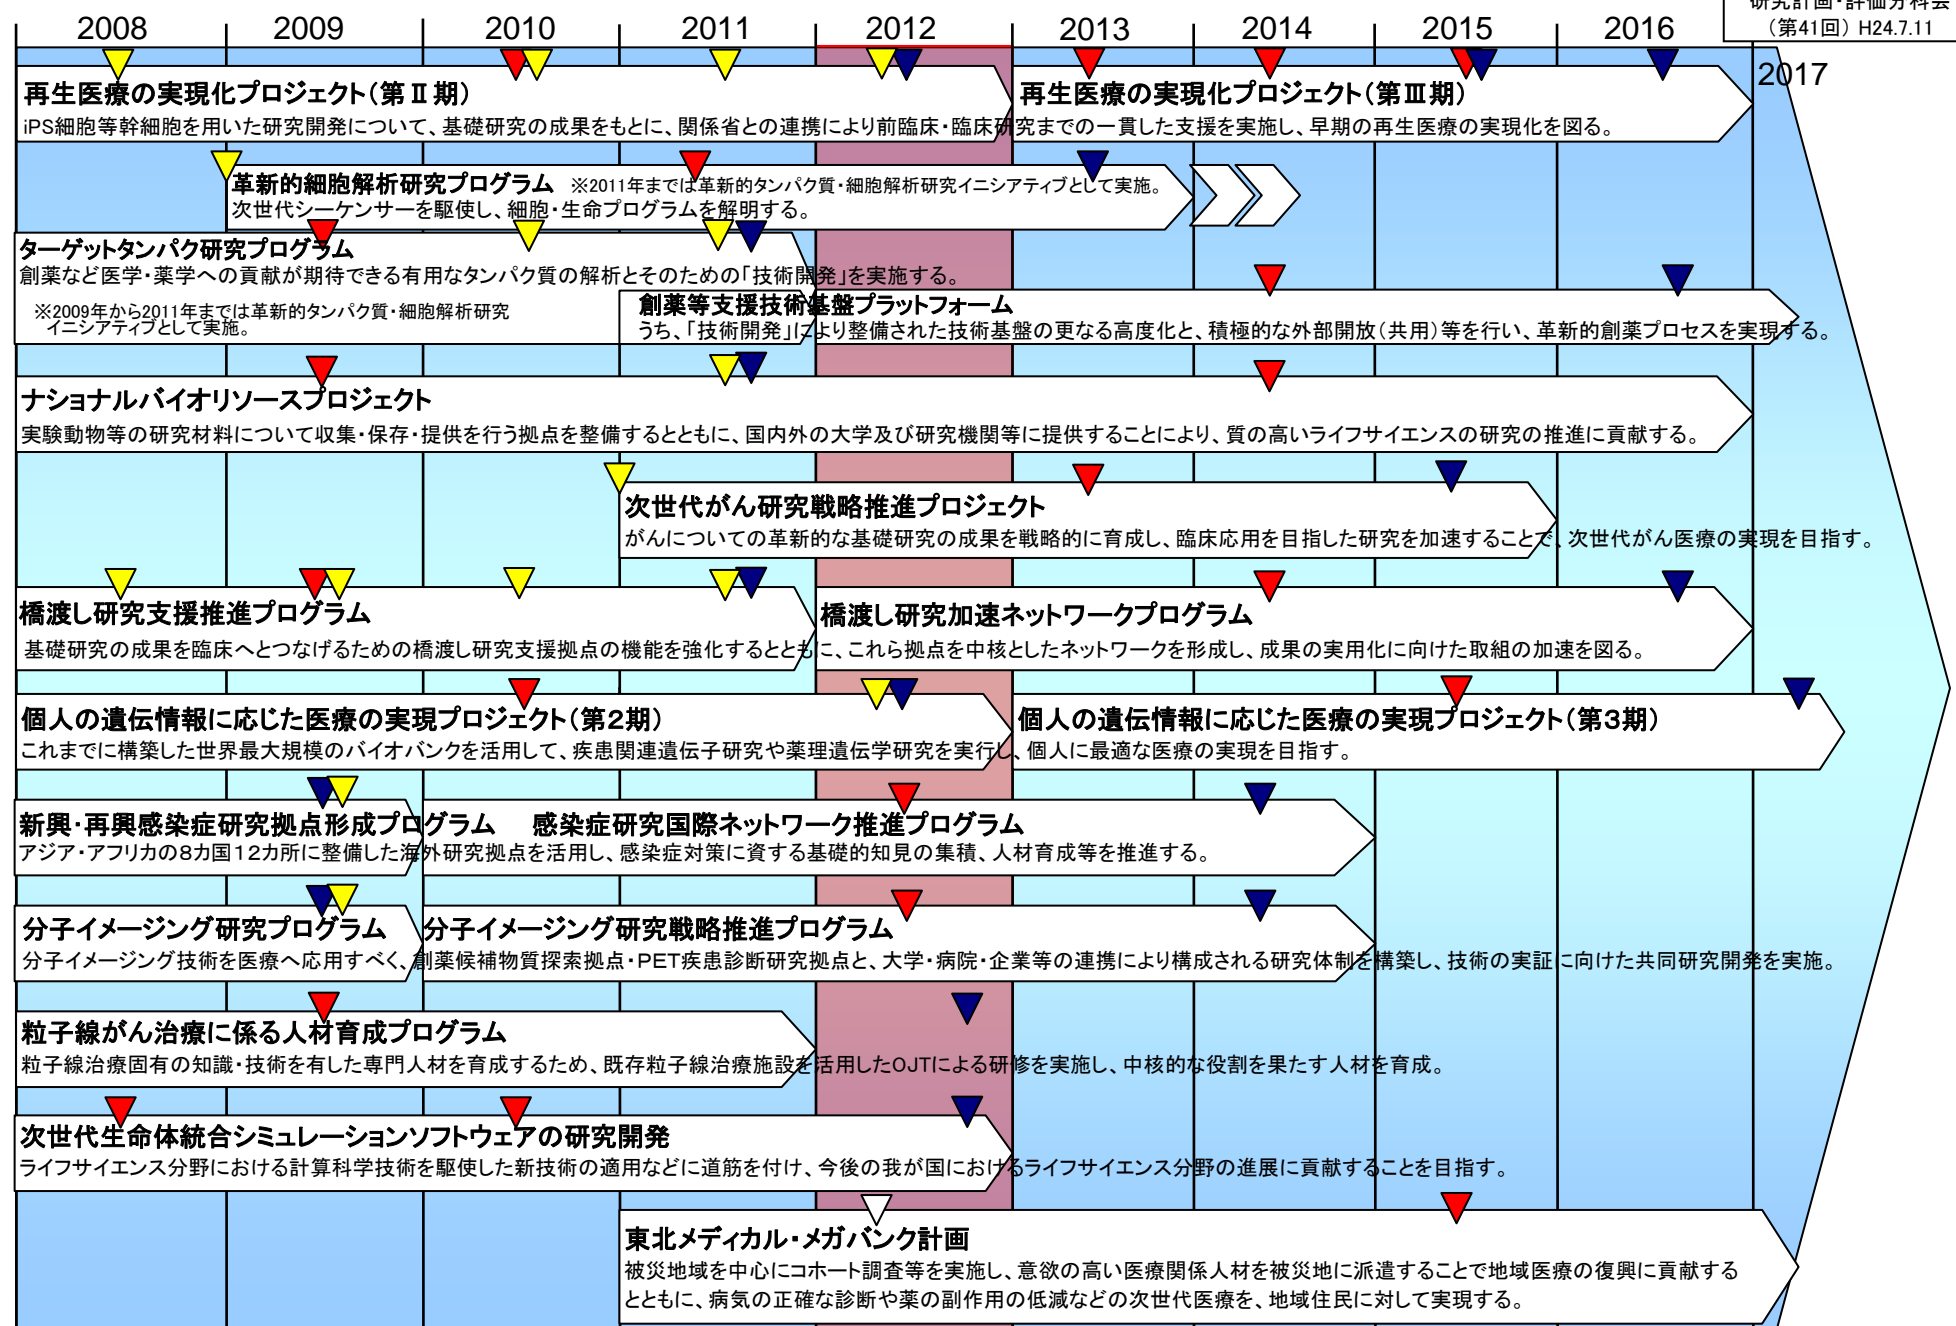 研究計画・評価分科会
（第41回） H24.7.11
2008 2009 2010 2011 2012 2013 2014 2015 2016
2017
再生医療の実現化プロジェクト（第Ⅱ期）
再生医療の実現化プロジェクト（第Ⅲ期）
iPS細胞等幹細胞を用いた研究開発について、基礎研究の成果をもとに、関係省との連携により前臨床・臨床研究までの一貫した支援を実施し、早期の再生医療の実現化を図る。
革新的細胞解析研究プログラム ※2011年までは革新的タンパク質・細胞解析研究イニシアティブとして実施。
次世代シーケンサーを駆使し、細胞・生命プログラムを解明する。
ターゲットタンパク研究プログラム
創薬など医学・薬学への貢献が期待できる有用なタンパク質の解析とそのための「技術開発」を実施する。
※2009年から2011年までは革新的タンパク質・細胞解析研究
イニシアティブとして実施。
創薬等支援技術基盤プラットフォーム
うち、「技術開発」により整備された技術基盤の更なる高度化と、積極的な外部開放（共用）等を行い、革新的創薬プロセスを実現する。
ナショナルバイオリソースプロジェクト
実験動物等の研究材料について収集・保存・提供を行う拠点を整備するとともに、国内外の大学及び研究機関等に提供することにより、質の高いライフサイエンスの研究の推進に貢献する。
次世代がん研究戦略推進プロジェクト
がんについての革新的な基礎研究の成果を戦略的に育成し、臨床応用を目指した研究を加速することで、次世代がん医療の実現を目指す。
橋渡し研究支援推進プログラム
橋渡し研究加速ネットワークプログラム
基礎研究の成果を臨床へとつなげるための橋渡し研究支援拠点の機能を強化するとともに、これら拠点を中核としたネットワークを形成し、成果の実用化に向けた取組の加速を図る。
個人の遺伝情報に応じた医療の実現プロジェクト（第２期）
個人の遺伝情報に応じた医療の実現プロジェクト（第３期）
これまでに構築した世界最大規模のバイオバンクを活用して、疾患関連遺伝子研究や薬理遺伝学研究を実行し、個人に最適な医療の実現を目指す。
新興・再興感染症研究拠点形成プログラム
感染症研究国際ネットワーク推進プログラム
アジア・アフリカの８カ国１２カ所に整備した海外研究拠点を活用し、感染症対策に資する基礎的知見の集積、人材育成等を推進する。
分子イメージング研究プログラム
分子イメージング研究戦略推進プログラム
分子イメージング技術を医療へ応用すべく、創薬候補物質探索拠点・PET疾患診断研究拠点と、大学・病院・企業等の連携により構成される研究体制を構築し、技術の実証に向けた共同研究開発を実施。
粒子線がん治療に係る人材育成プログラム
粒子線治療固有の知識・技術を有した専門人材を育成するため、既存粒子線治療施設を活用したOJTによる研修を実施し、中核的な役割を果たす人材を育成。
次世代生命体統合シミュレーションソフトウェアの研究開発
ライフサイエンス分野における計算科学技術を駆使した新技術の適用などに道筋を付け、今後の我が国におけるライフサイエンス分野の進展に貢献することを目指す。
東北メディカル・メガバンク計画
被災地域を中心にコホート調査等を実施し、意欲の高い医療関係人材を被災地に派遣することで地域医療の復興に貢献する
とともに、病気の正確な診断や薬の副作用の低減などの次世代医療を、地域住民に対して実現する。